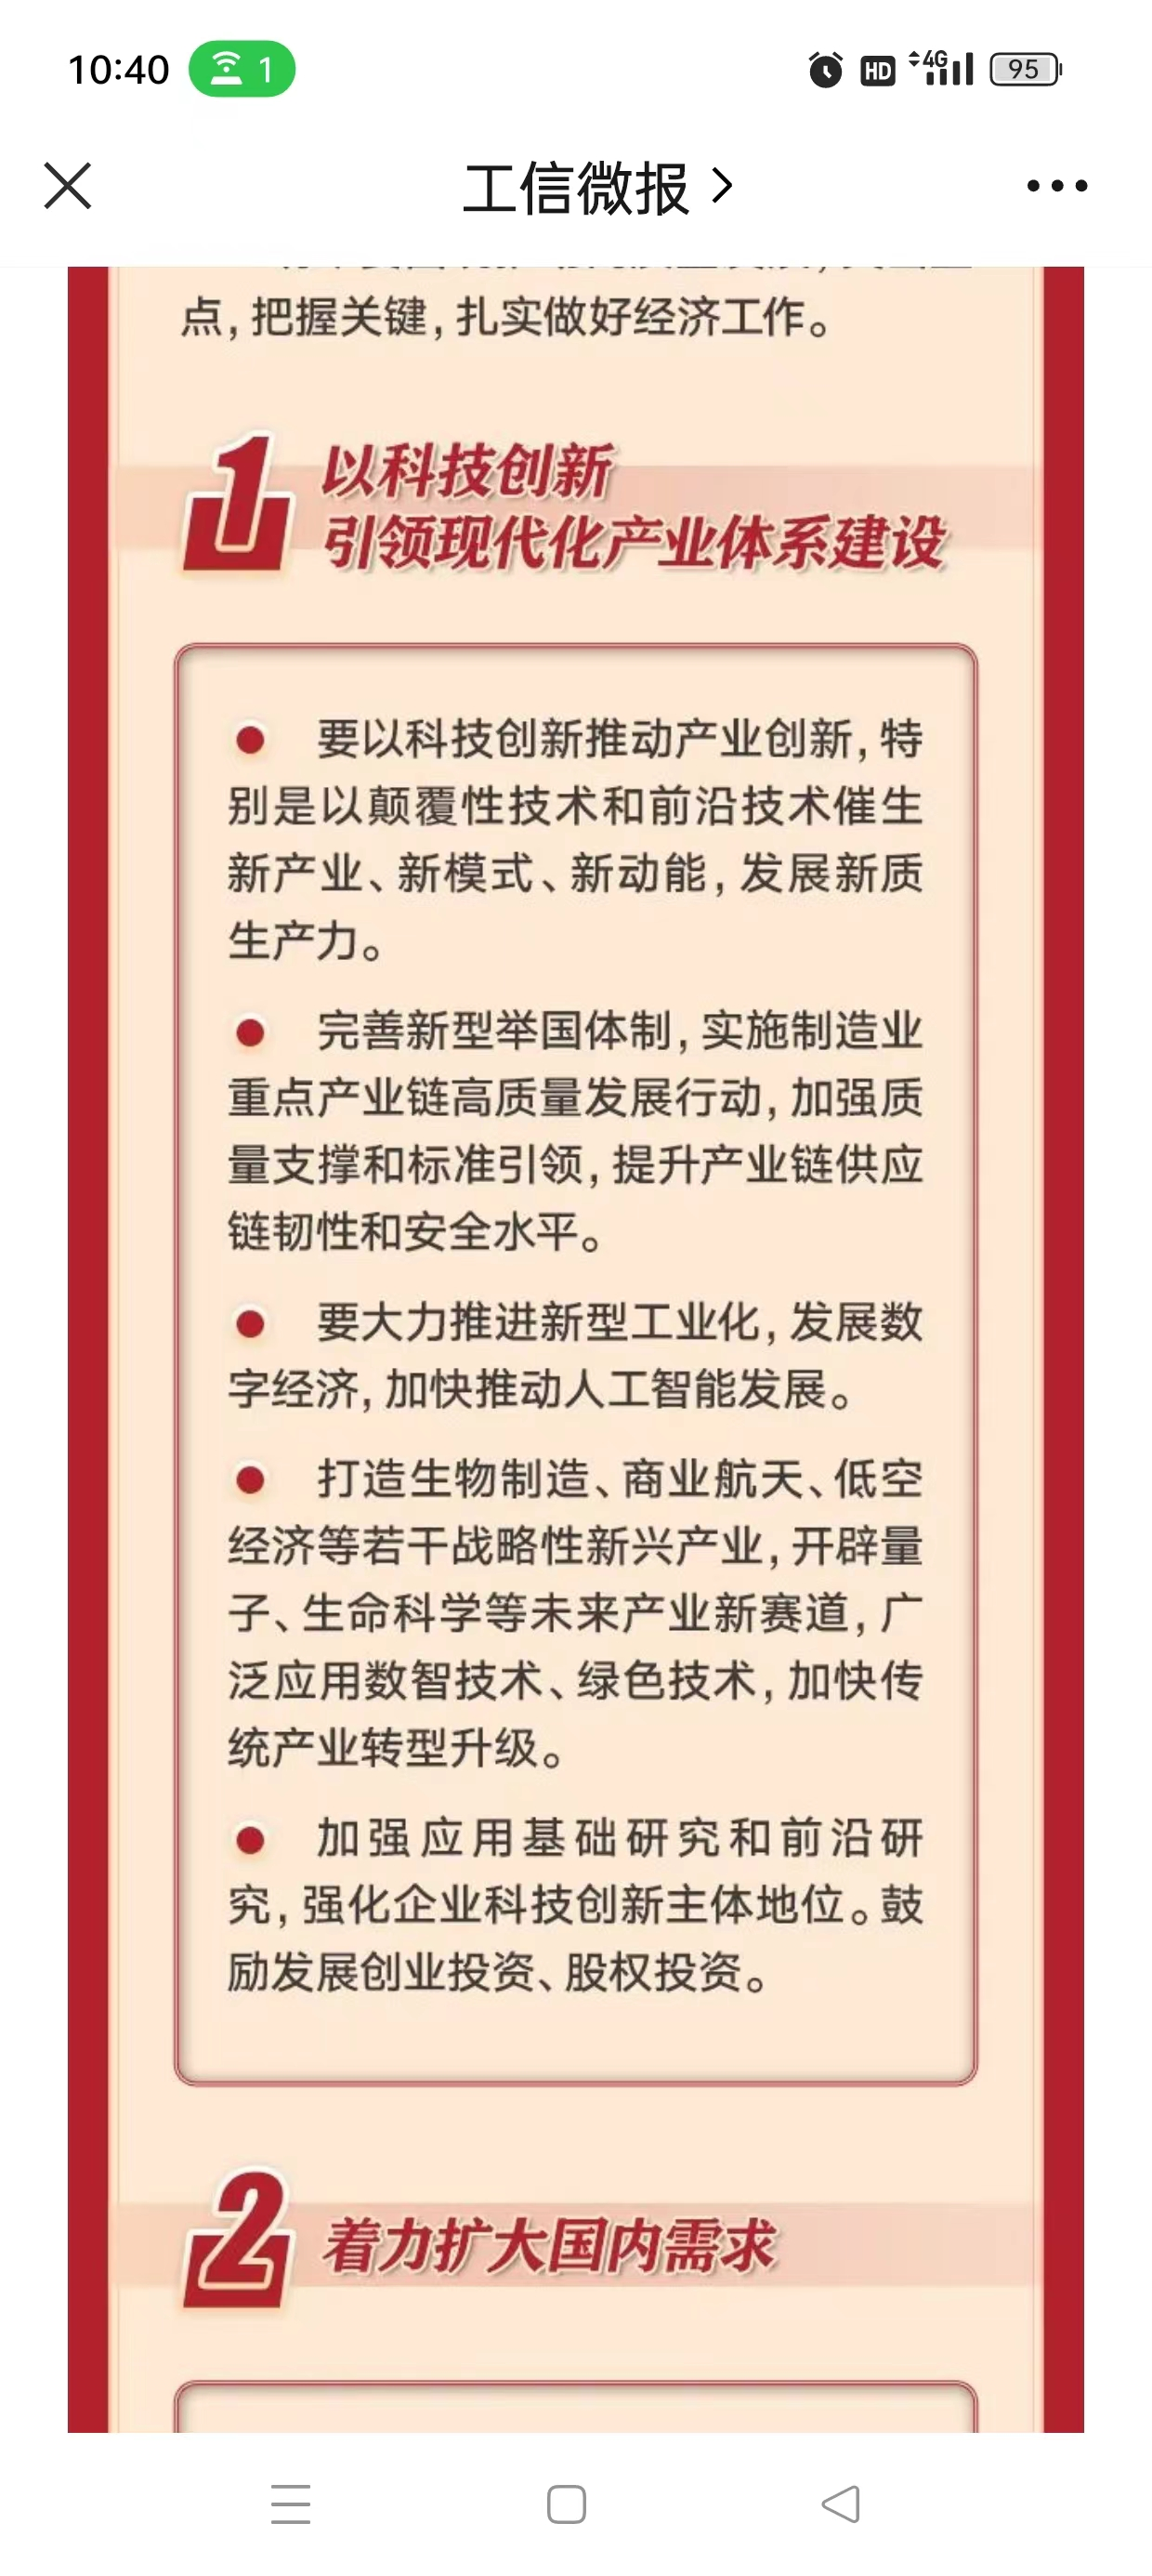 10:40
1
HD
4G
95
工信微报
点,把握关键,扎实做好经济工作。
1
以科技创新
引领现代化产业体系建设
要以科技创新推动产业创新,特
别是以颠覆性技术和前沿技术催生
新产业、新模式、新动能,发展新质
生产力。
完善新型举国体制,实施制造业
重点产业链高质量发展行动,加强质
量支撑和标准引领,提升产业链供应
链韧性和安全水平。
要大力推进新型工业化,发展数
字经济,加快推动人工智能发展。
打造生物制造、商业航天、低空
经济等若干战略性新兴产业,开辟量
子、生命科学等未来产业新赛道,广
泛应用数智技术、绿色技术,加快传
统产业转型升级。
加强应用基础研究和前沿研
究,强化企业科技创新主体地位。鼓
励发展创业投资、股权投资。
2
着力扩大国内需求